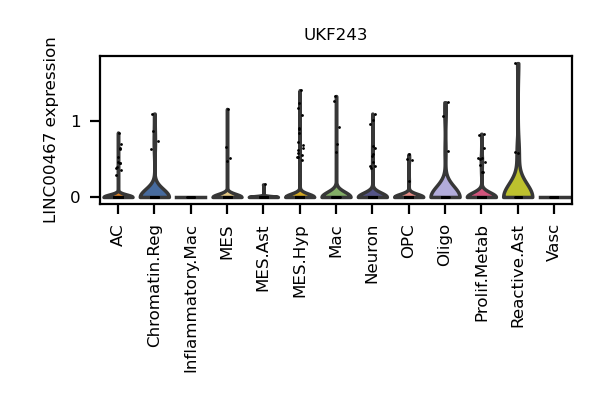 UKF243
LINC00467 expression
1
0
AC
Chromatin.Reg
Inflammatory.Mac
MES
MES.Ast
MES.Hyp
Mac
Neuron
OPC
Oligo
Prolif.Metab
Reactive.Ast
Vasc